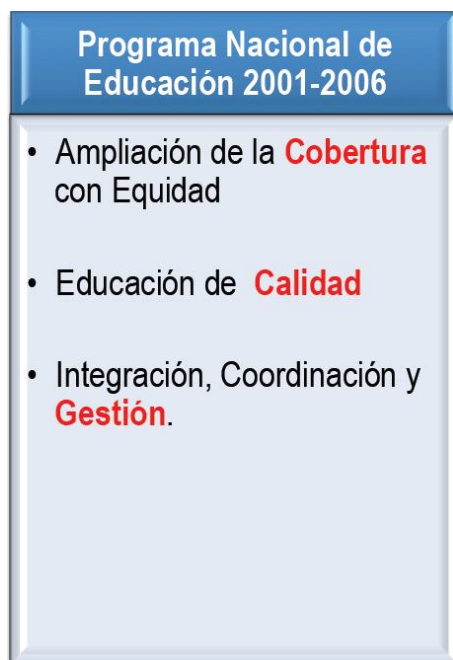 Programa Nacional de
Educación 2001-2006
• Ampliación de la Cobertura
con Equidad
• Educación de Calidad
• Integración, Coordinación y
Gestión.